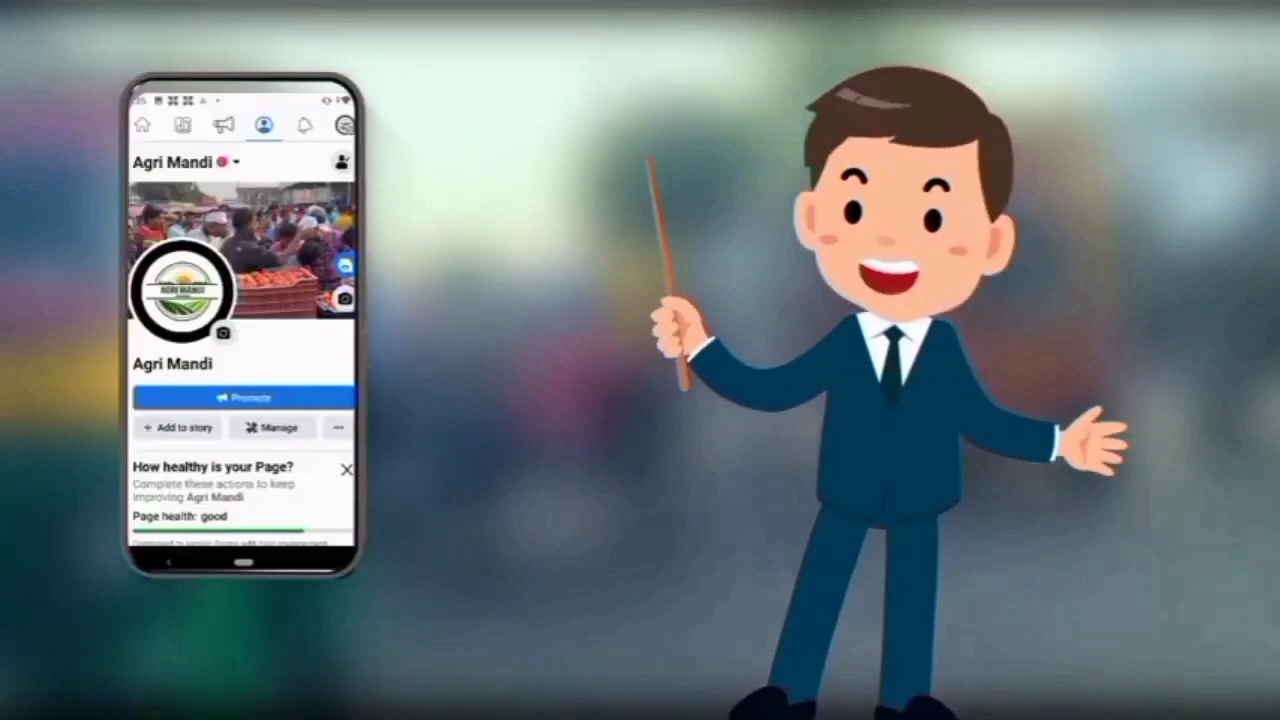 Agri Mandi
AGRI MANDI
Agri Mandi
Promote
+ Add to story
Manage
How healthy is your Page?
Complete these actions to keep
improving Agri Mandi
Page health: good